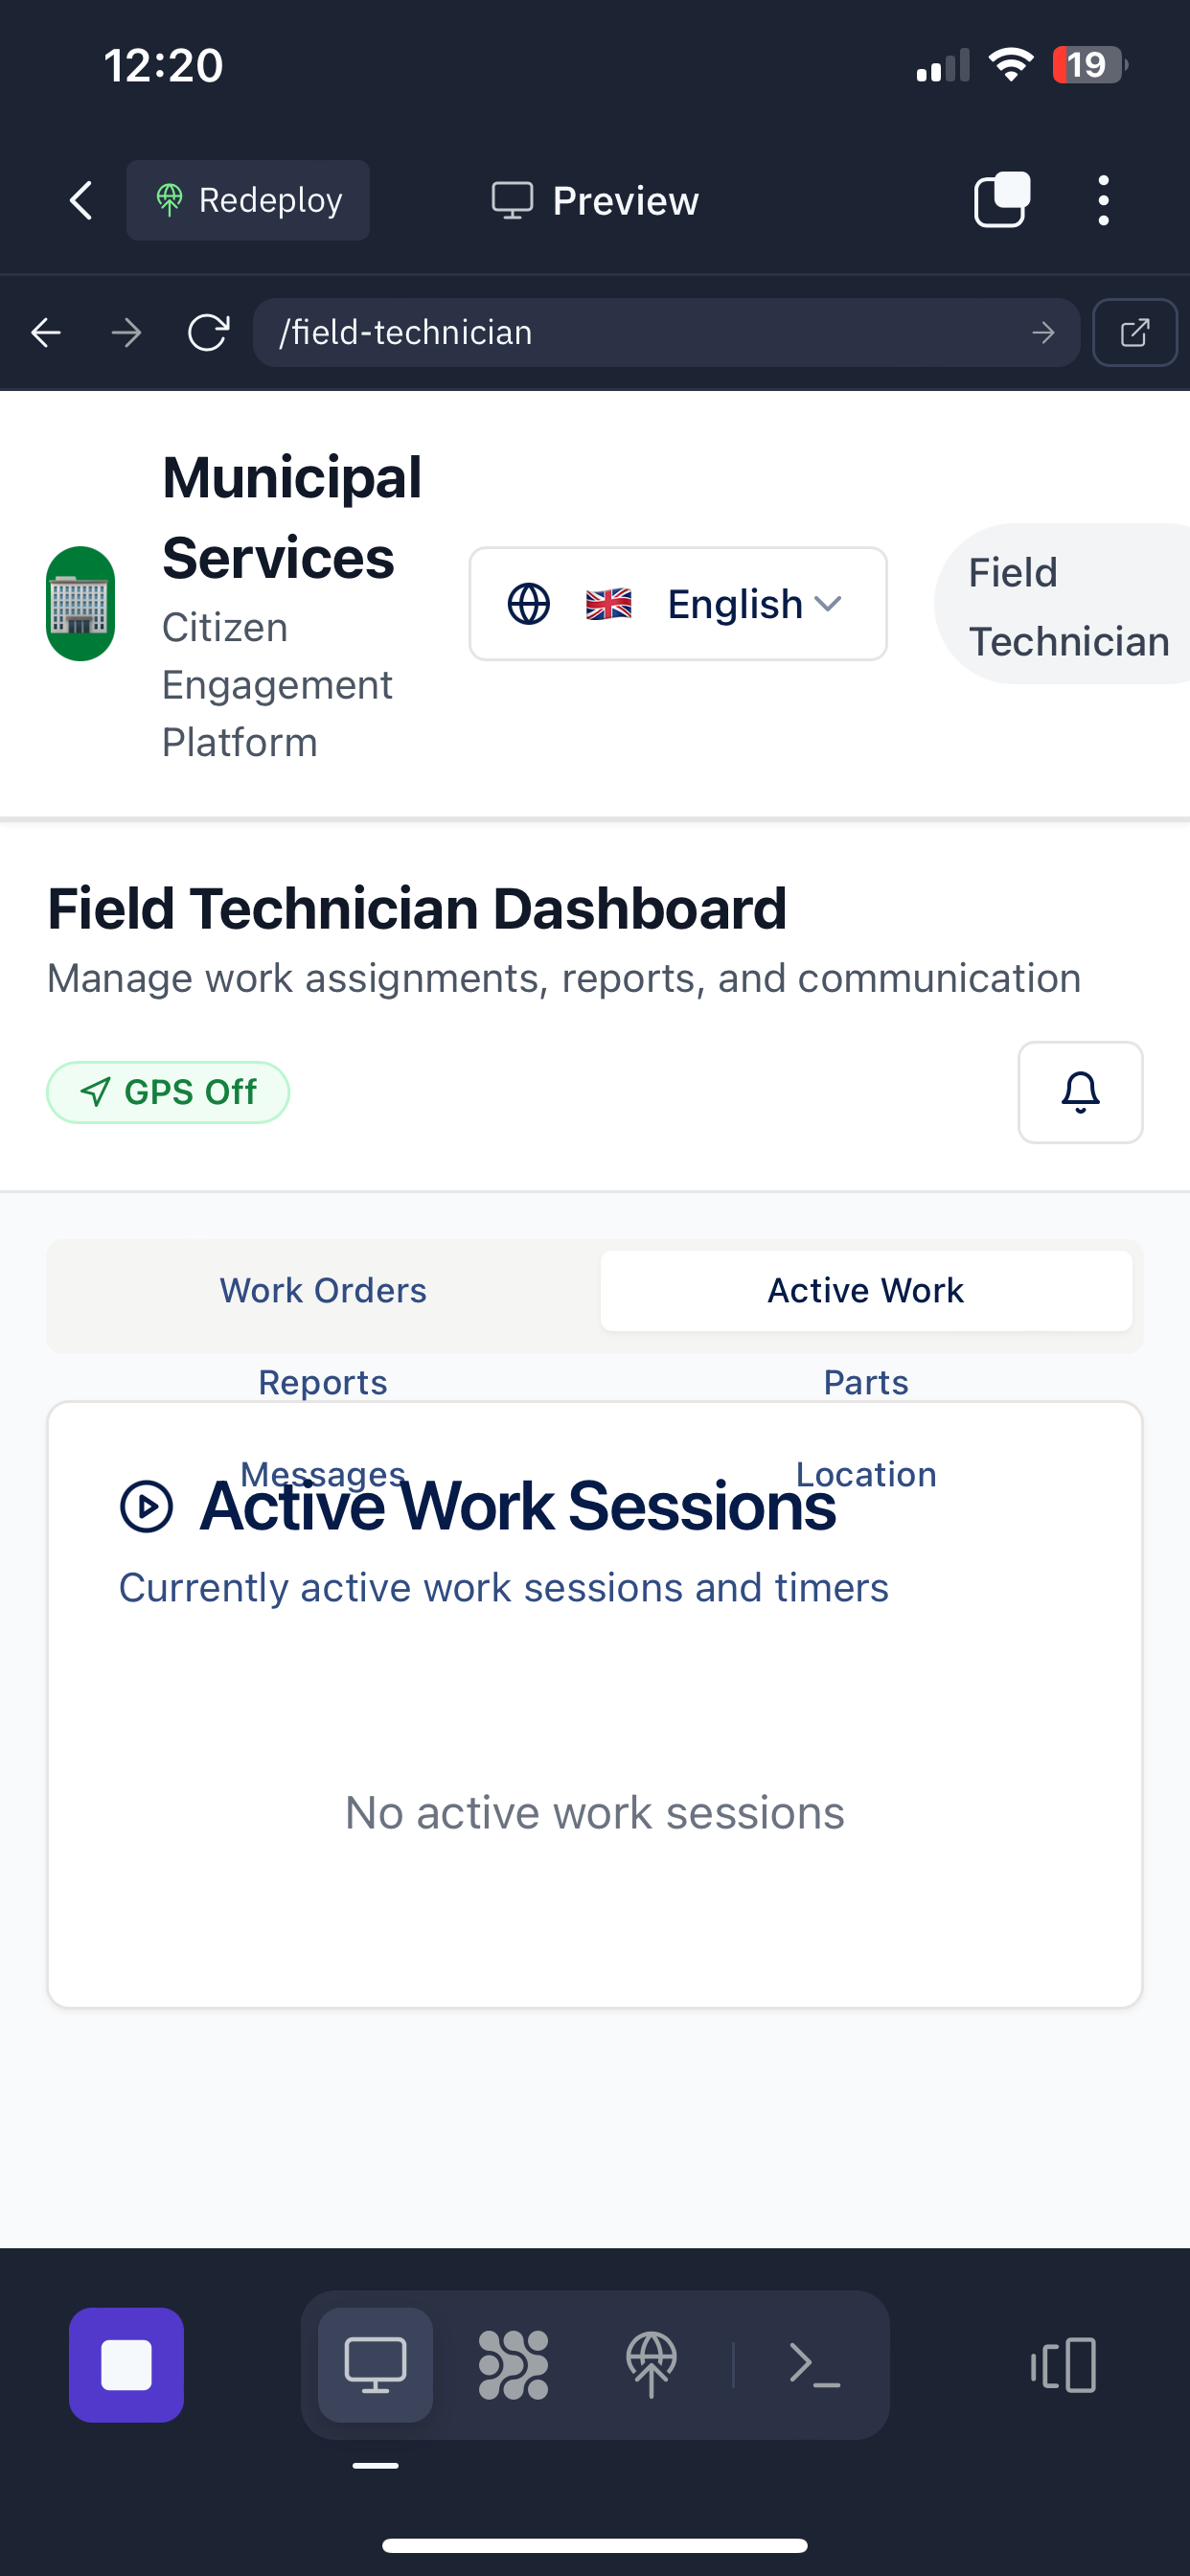 12:20
19
Redeploy
Preview
/field-technician
Municipal
Services
Citizen
Engagement
Platform
English
Field
Technician
Field Technician Dashboard
Manage work assignments, reports, and communication
GPS Off
Work Orders
Active Work
Reports
Parts
Messages
Location
Active Work Sessions
Currently active work sessions and timers
No active work sessions